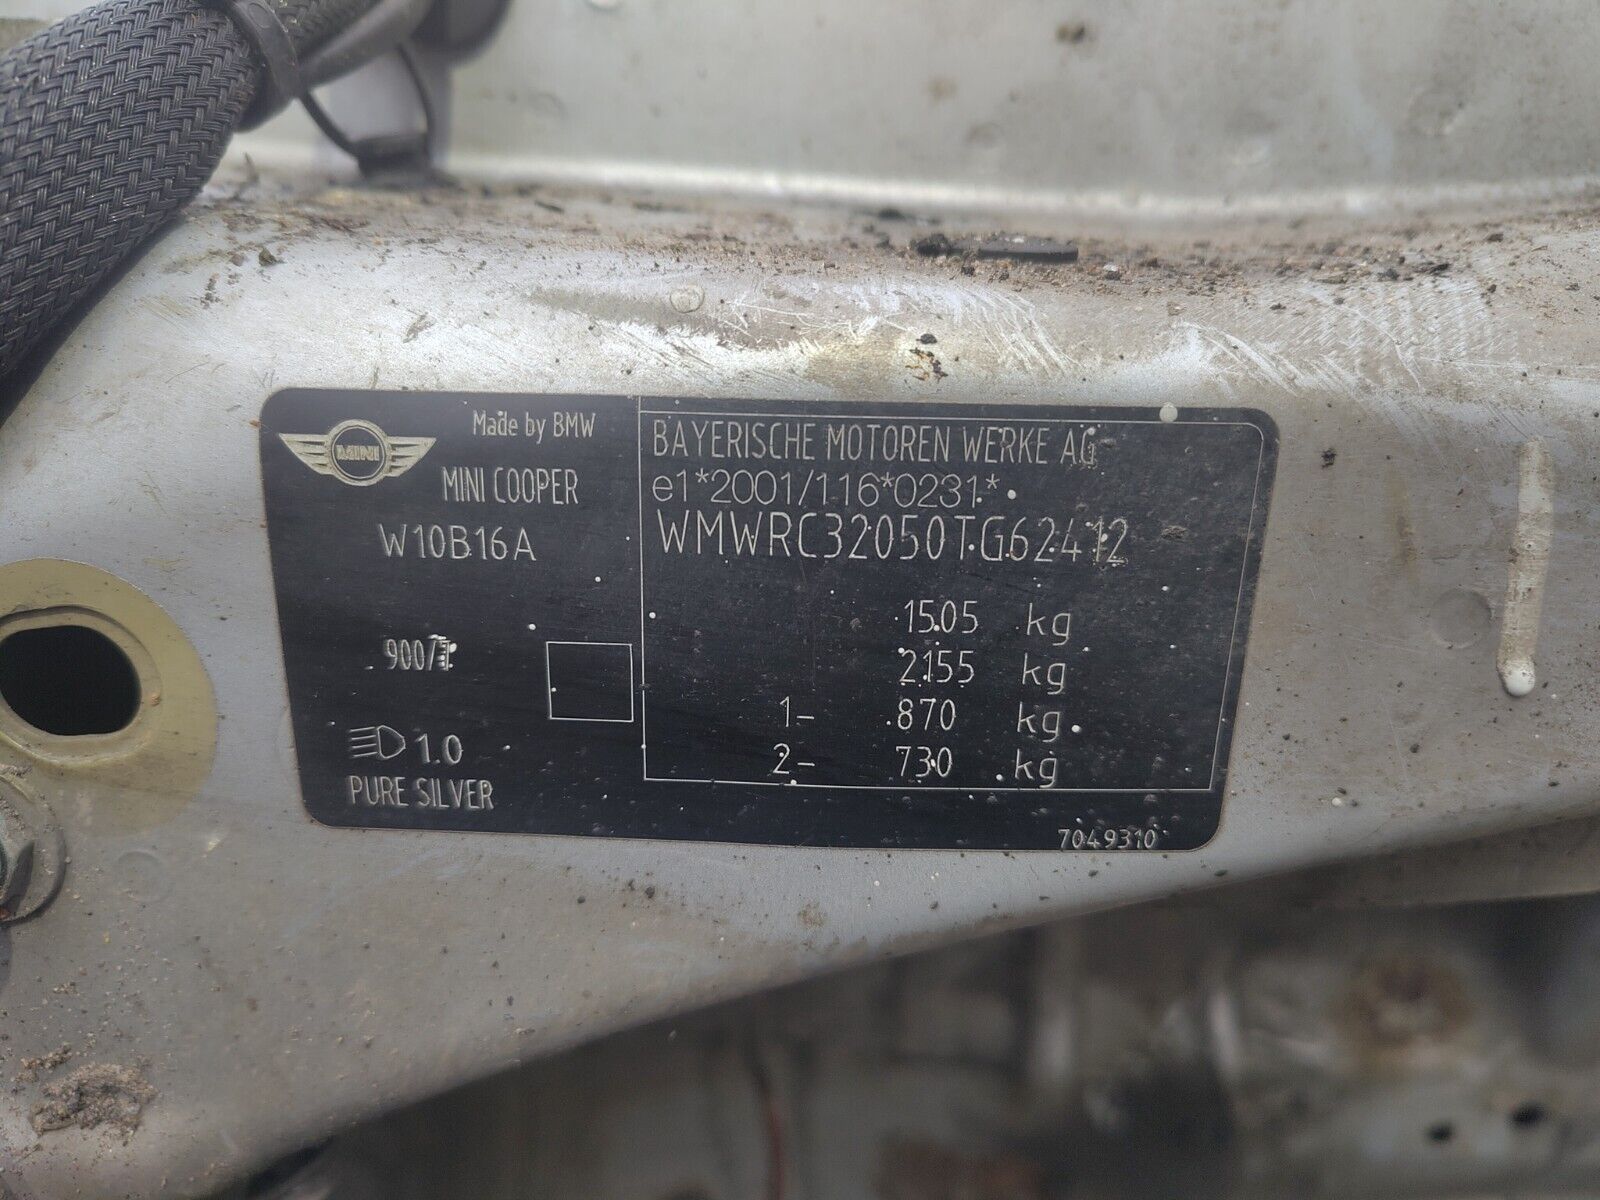 Made by BMW
MINI
MINI COOPER
W10B16A
900/1
1.0
PURE SILVER
BAYERISCHE MOTOREN WERKE AG
e1*2001/116*0231*
WMWRC32050TG62412
1505 kg
2155 kg
1- 870 kg
2- 730 kg
7049310